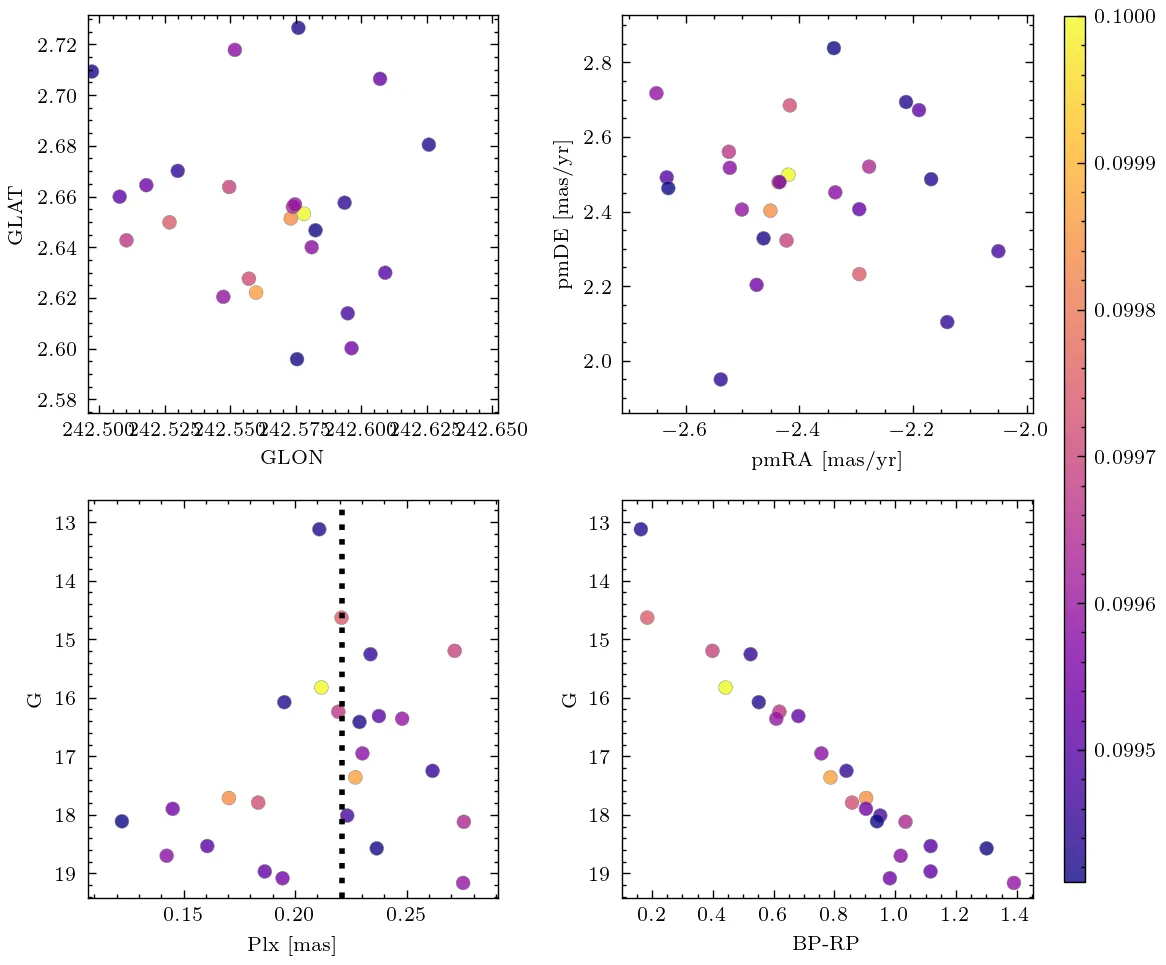 2.72
2.70
2.68
2.66
2.64
2.62
2.60
2.58
GLAT
242.500 242.525 242.550 242.575 242.600 242.625 242.650
GLON
2.8
2.6
2.4
2.2
2.0
pmDE [mas/yr]
−2.6 −2.4 −2.2 −2.0
pmRA [mas/yr]
0.1000
0.0999
0.0998
0.0997
0.0996
0.0995
13
14
15
16
17
18
19
G
0.15 0.20 0.25
Plx [mas]
13
14
15
16
17
18
19
G
0.2 0.4 0.6 0.8 1.0 1.2 1.4
BP-RP